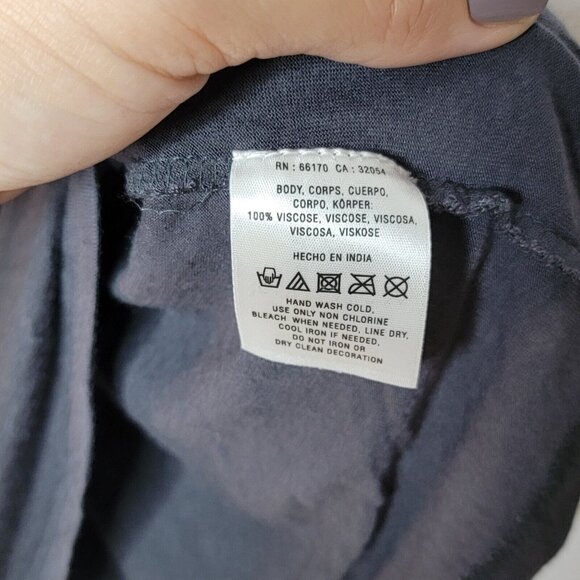 RN : 66170 CA : 32054
BODY, CORPS, CUERPO,
CORPO, KÖRPER:
100% VISCOSE, VISCOSE, VISCOSA,
VISCOSA, VISKOSE
HECHO EN INDIA
HAND WASH COLD,
USE ONLY NON CHLORINE
BLEACH WHEN NEEDED, LINE DRY,
COOL IRON IF NEEDED,
DO NOT IRON OR
DRY CLEAN DECORATION